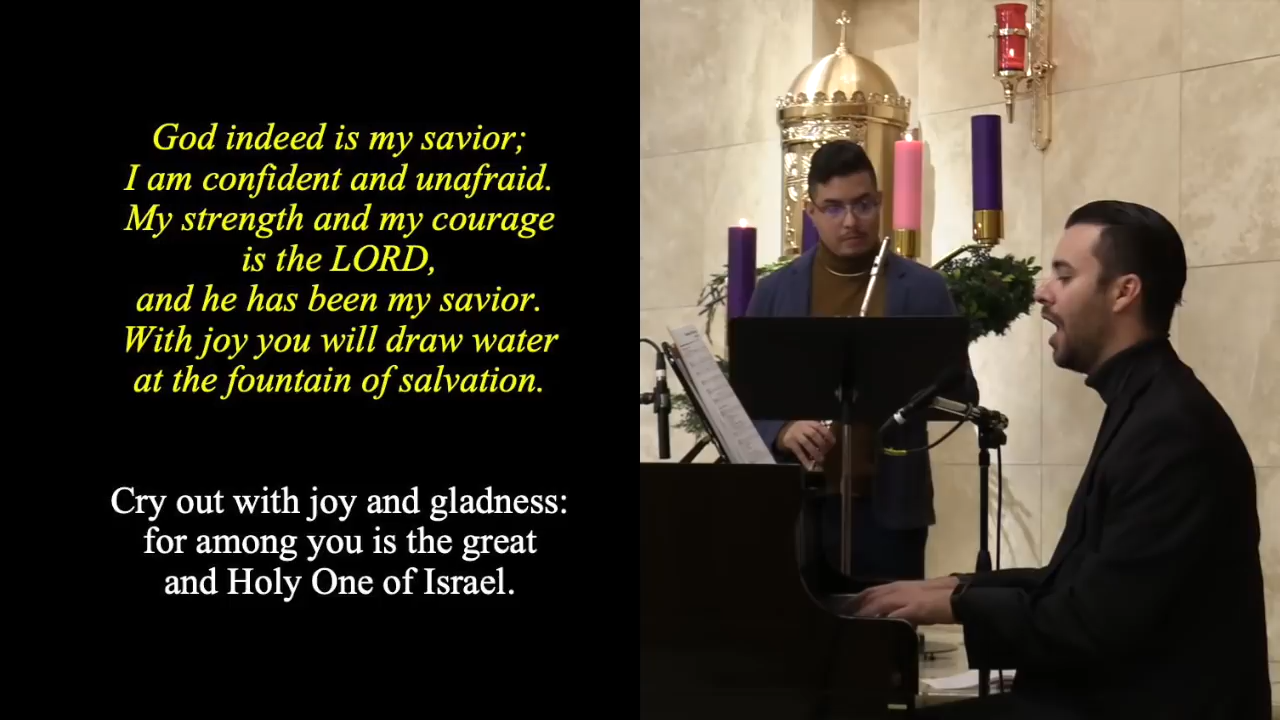 God indeed is my savior;
I am confident and unafraid.
My strength and my courage
is the LORD,
and he has been my savior.
With joy you will draw water
at the fountain of salvation.
Cry out with joy and gladness:
for among you is the great
and Holy One of Israel.